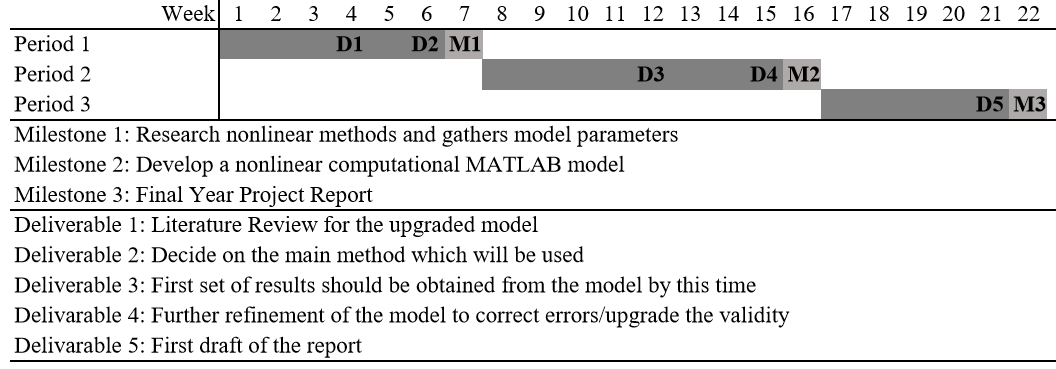 Week 1 2 3 4 5 6 7 8 9 10 11 12 13 14 15 16 17 18 19 20 21 22
Period 1 D1 D2 M1
Period 2 D3 D4 M2
Period 3 D5 M3
Milestone 1: Research nonlinear methods and gathers model parameters
Milestone 2: Develop a nonlinear computational MATLAB model
Milestone 3: Final Year Project Report
Deliverable 1: Literature Review for the upgraded model
Deliverable 2: Decide on the main method which will be used
Deliverable 3: First set of results should be obtained from the model by this time
Delivarable 4: Further refinement of the model to correct errors/upgrade the validity
Delivarable 5: First draft of the report